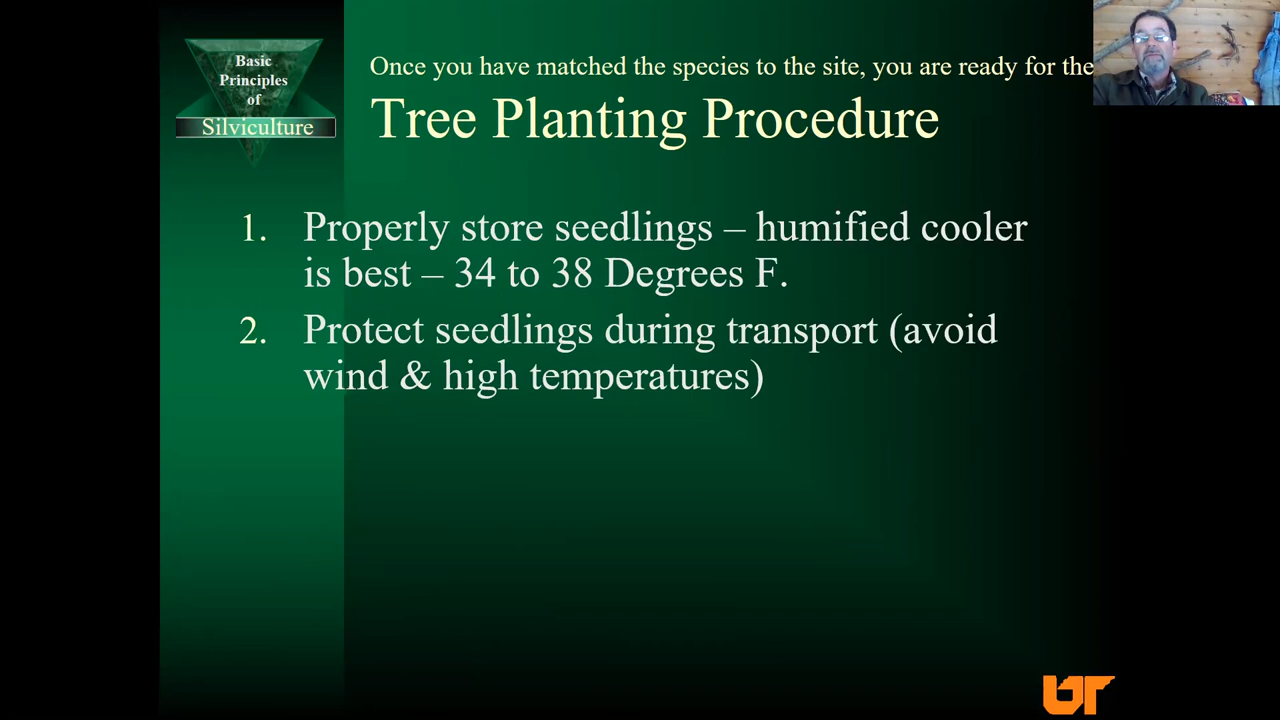 Basic
Principles
of
Silviculture
Once you have matched the species to the site, you are ready for the
Tree Planting Procedure
1. Properly store seedlings – humified cooler
is best – 34 to 38 Degrees F.
2. Protect seedlings during transport (avoid
wind & high temperatures)
UT